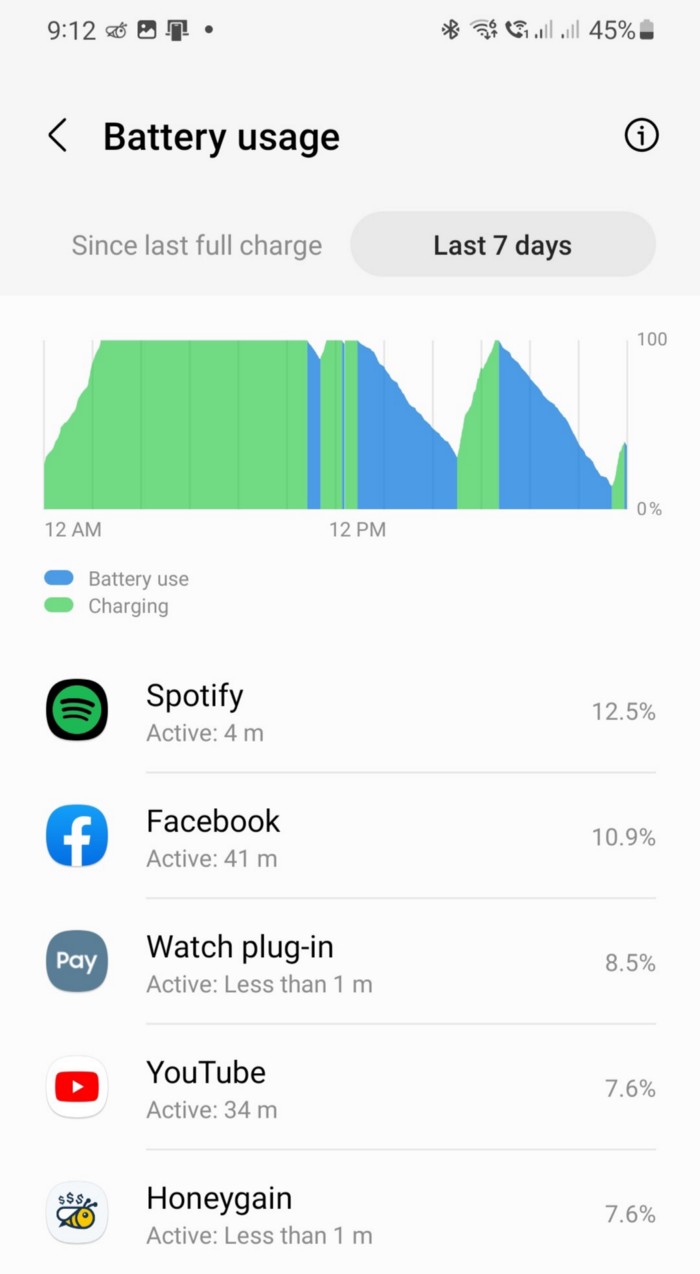 9:12 45%
Battery usage
Since last full charge Last 7 days
100
0%
12 AM 12 PM
Battery use
Charging
Spotify
Active: 4 m
12.5%
Facebook
Active: 41 m
10.9%
Pay
Watch plug-in
Active: Less than 1 m
8.5%
YouTube
Active: 34 m
7.6%
$$$
Honeygain
Active: Less than 1 m
7.6%